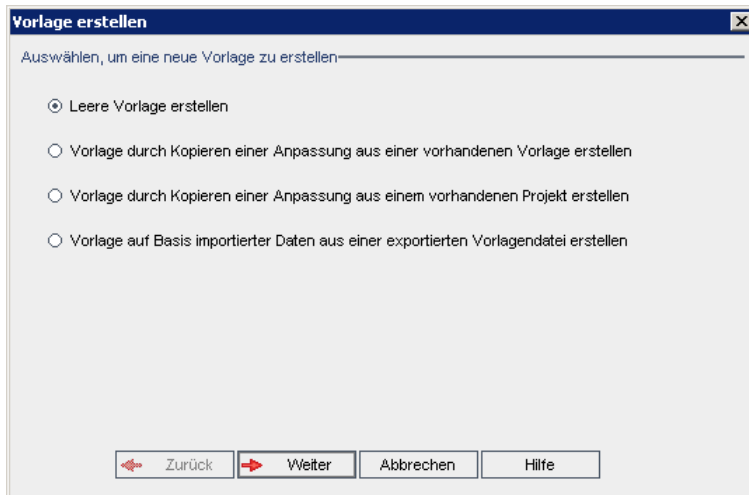 Vorlage erstellen
Auswählen, um eine neue Vorlage zu erstellen
Leere Vorlage erstellen
Vorlage durch Kopieren einer Anpassung aus einer vorhandenen Vorlage erstellen
Vorlage durch Kopieren einer Anpassung aus einem vorhandenen Projekt erstellen
Vorlage auf Basis importierter Daten aus einer exportierten Vorlagendatei erstellen
Zurück Weiter Abbrechen Hilfe